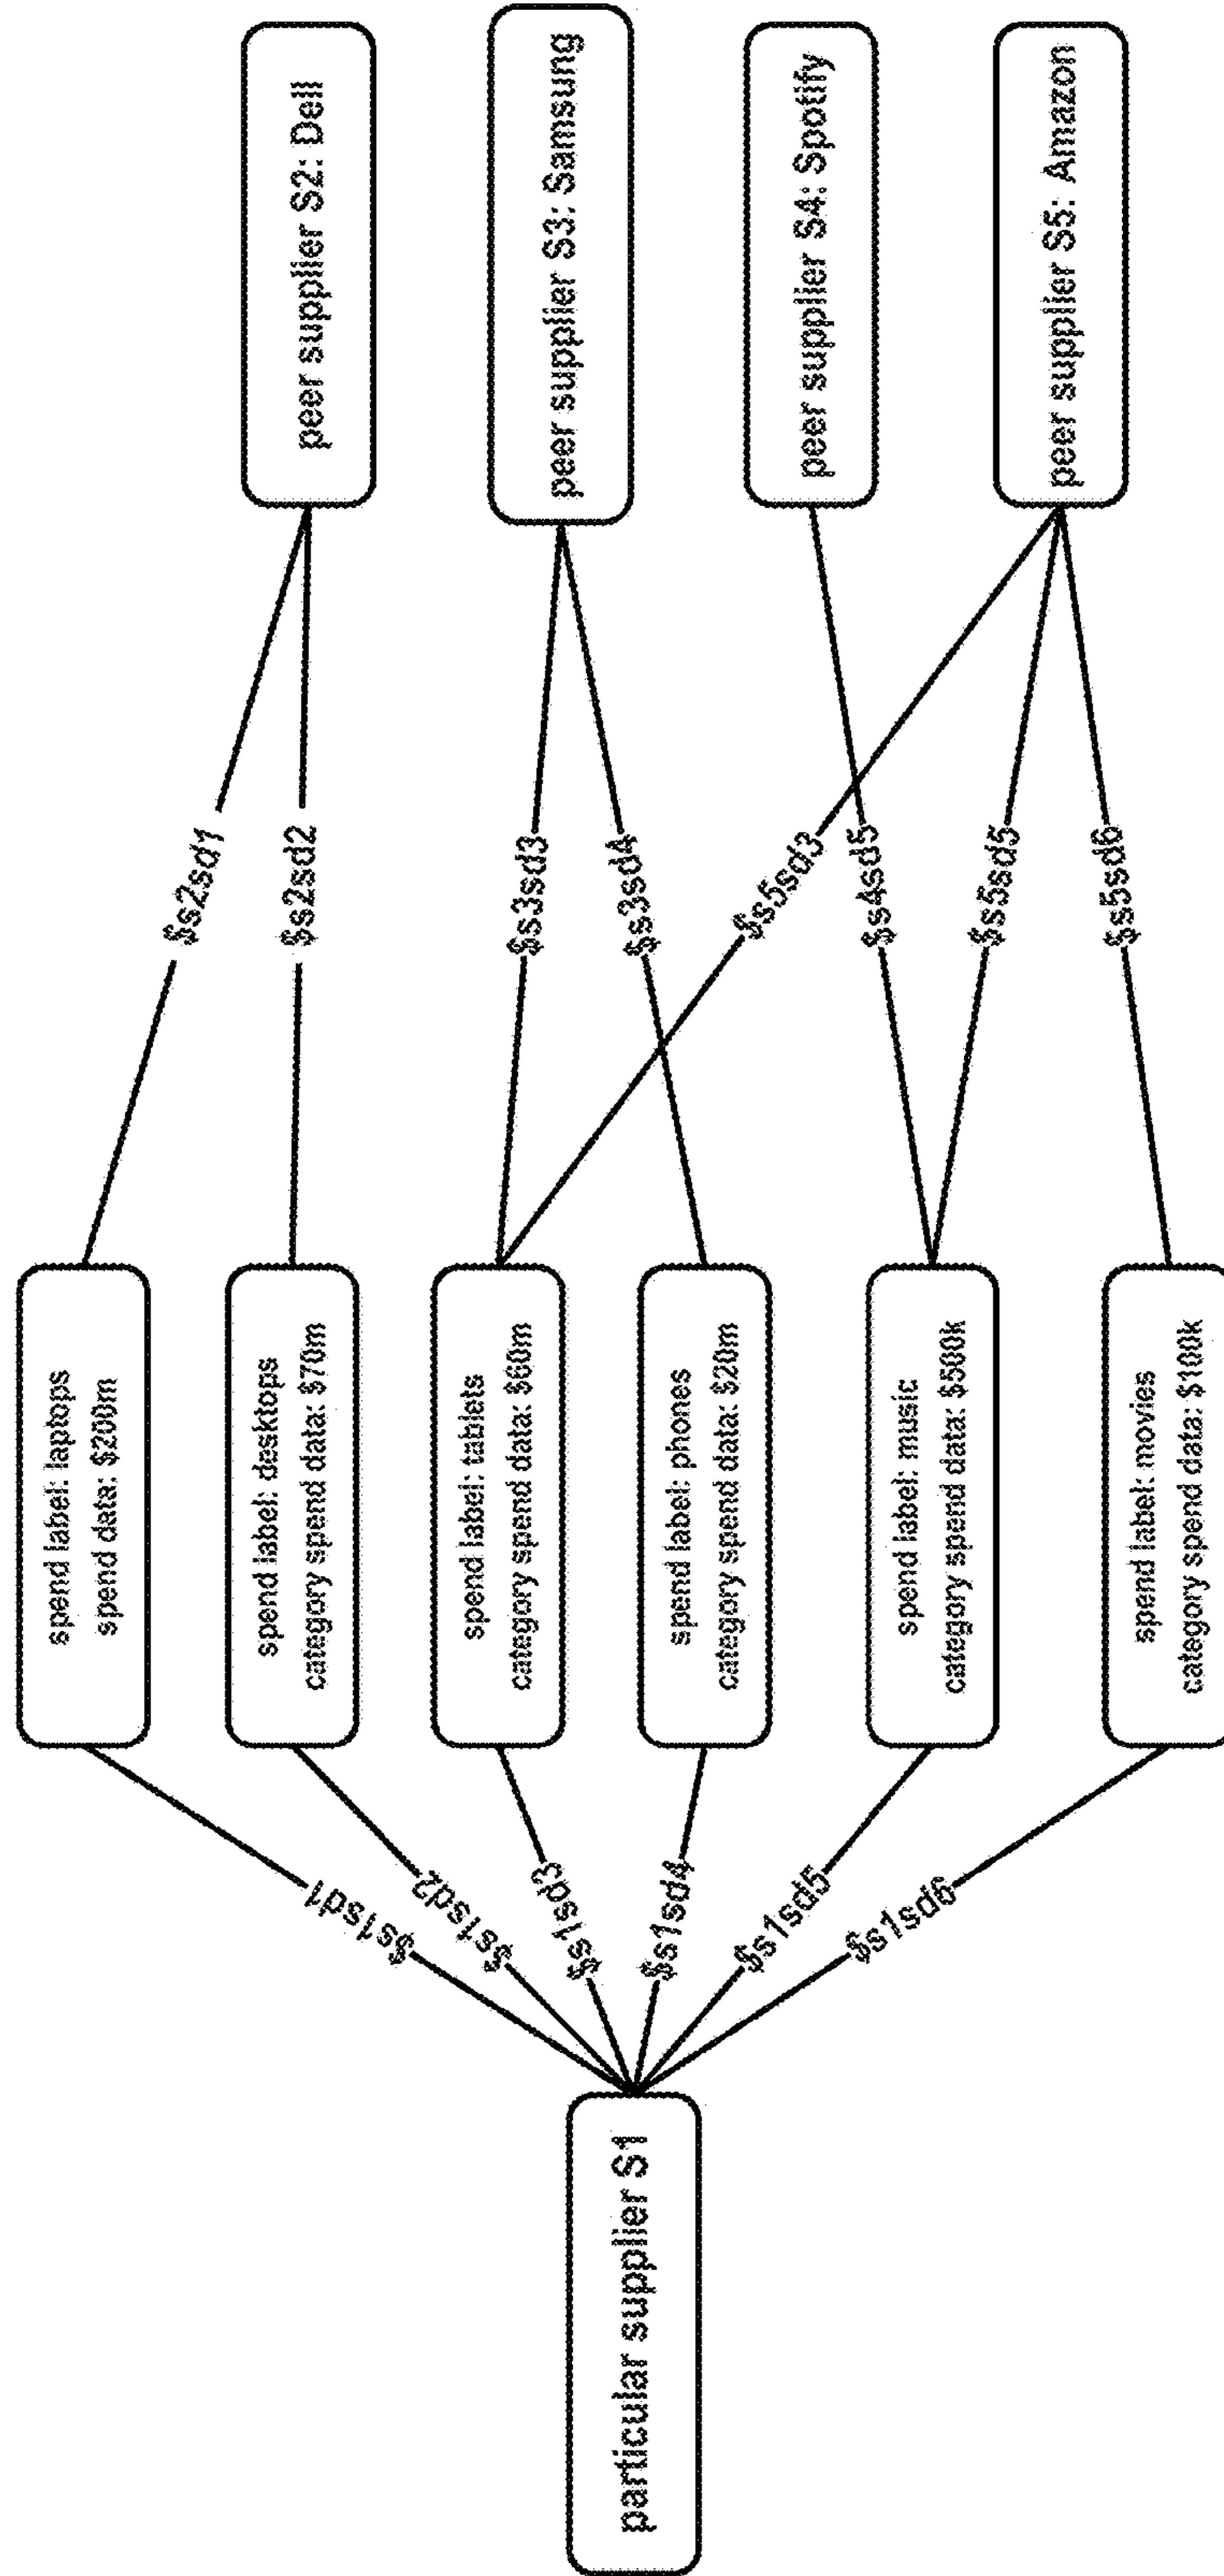 particular supplier S1
$s1sd1
$s1sd2
$s1sd3
$s1sd4
$s1sd5
$s1sd6
spend label: laptops
spend data: $200m
spend label: desktops
category spend data: $70m
spend label: tablets
category spend data: $60m
spend label: phones
category spend data: $20m
spend label: music
category spend data: $500k
spend label: movies
category spend data: $100k
$s2sd1
$s2sd2
$s3sd3
$s3sd4
$s5sd3
$s4sd5
$s5sd5
$s5sd6
peer supplier S2: Dell
peer supplier S3: Samsung
peer supplier S4: Spotify
peer supplier S5: Amazon